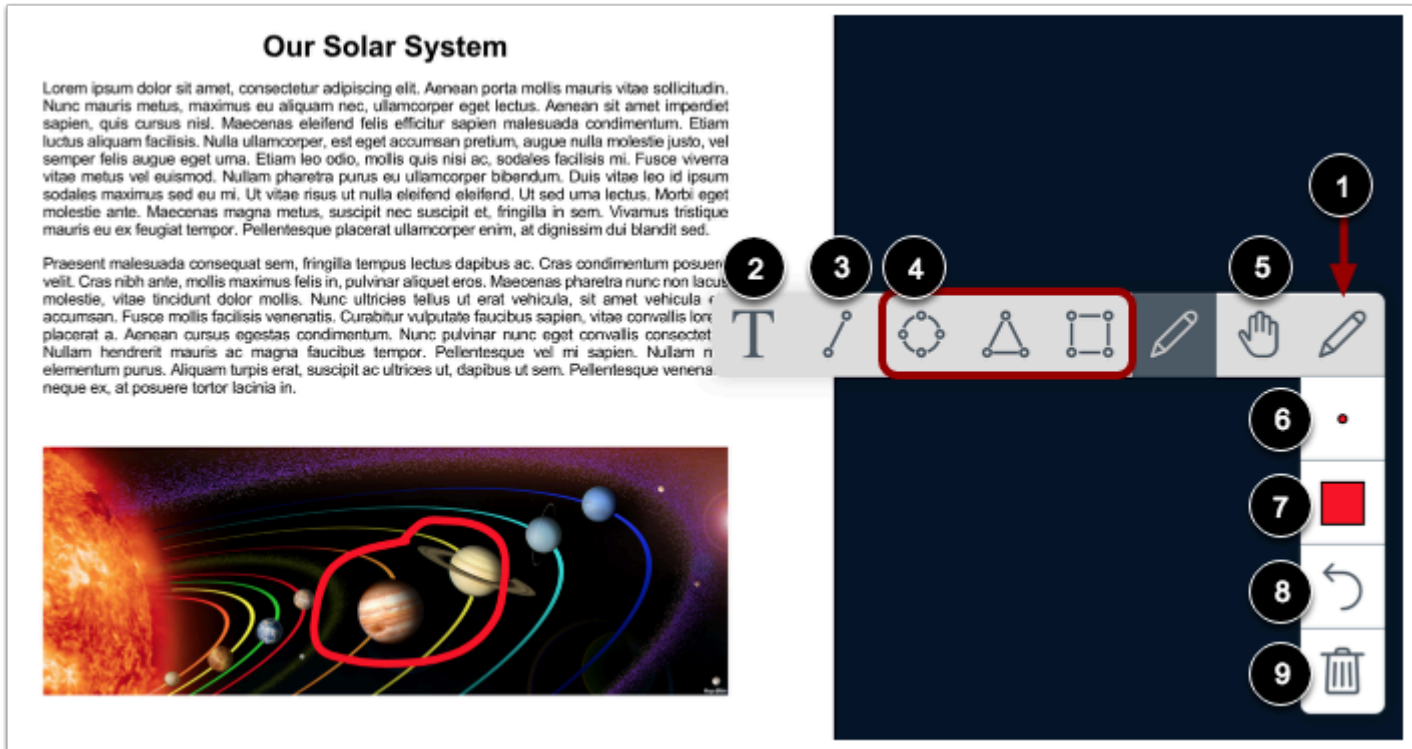 Our Solar System
Lorem ipsum dolor sit amet, consectetur adipiscing elit. Aenean porta mollis mauris vitae sollicitudin.
Nunc mauris metus, maximus eu aliquam nec, ullamcorper eget lectus. Aenean sit amet imperdiet
sapien, quis cursus nisl. Maecenas eleifend felis efficitur sapien malesuada condimentum. Etiam
luctus aliquam facilisis. Nulla ullamcorper, est eget accumsan pretium, augue nulla molestie justo, vel
semper felis augue eget urna. Etiam leo odio, mollis quis nisi ac, sodales facilisis mi. Fusce viverra
vitae metus vel euismod. Nullam pharetra purus eu ullamcorper bibendum. Duis vitae leo id ipsum
sodales maximus sed eu mi. Ut vitae risus ut nulla eleifend eleifend. Ut sed urna lectus. Morbi eget
molestie ante. Maecenas magna metus, suscipit nec suscipit et, fringilla in sem. Vivamus tristique
mauris eu ex feugiat tempor. Pellentesque placerat ullamcorper enim, at dignissim dui blandit sed.
Praesent malesuada consequat sem, fringilla tempus lectus dapibus ac. Cras condimentum posuere
velit. Cras nibh ante, mollis maximus felis in, pulvinar aliquet eros. Maecenas pharetra nunc non lacus
molestie, vitae tincidunt dolor mollis. Nunc ultricies tellus ut erat vehicula, sit amet vehicula
accumsan. Fusce mollis facilisis venenatis. Curabitur vulputate faucibus sapien, vitae convallis
placerat a. Aenean cursus egestas condimentum. Nunc pulvinar nunc eget convallis
Nullam hendrerit mauris ac magna faucibus tempor. Pellentesque vel mi sapien. Nullam
elementum purus. Aliquam turpis erat, suscipit ac ultrices ut, dapibus ut sem. Pellentesque
neque ex, at posuere tortor lacinia in.
1
2 3 4 5
T
6
7
8
9